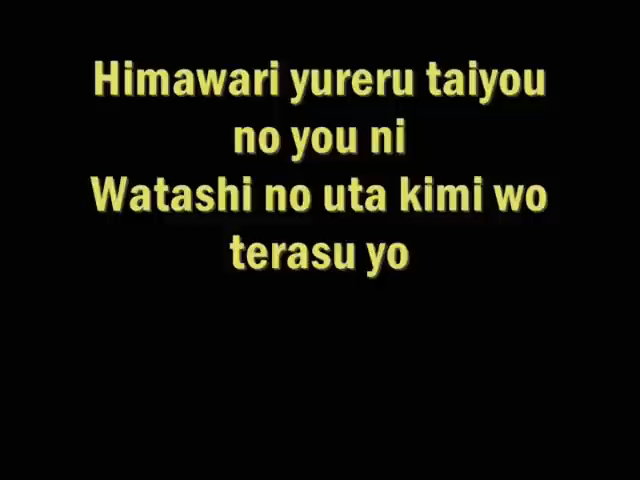 Himawari yureru taiyou
no you ni
Watashi no uta kimi wo
terasu yo